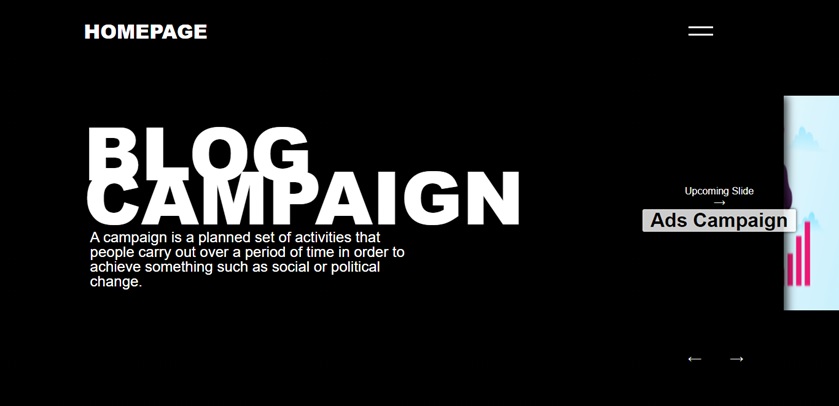 HOMEPAGE
BLOG
CAMPAIGN
A campaign is a planned set of activities that
people carry out over a period of time in order to
achieve something such as social or political
change.
Upcoming Slide
→
Ads Campaign
← →